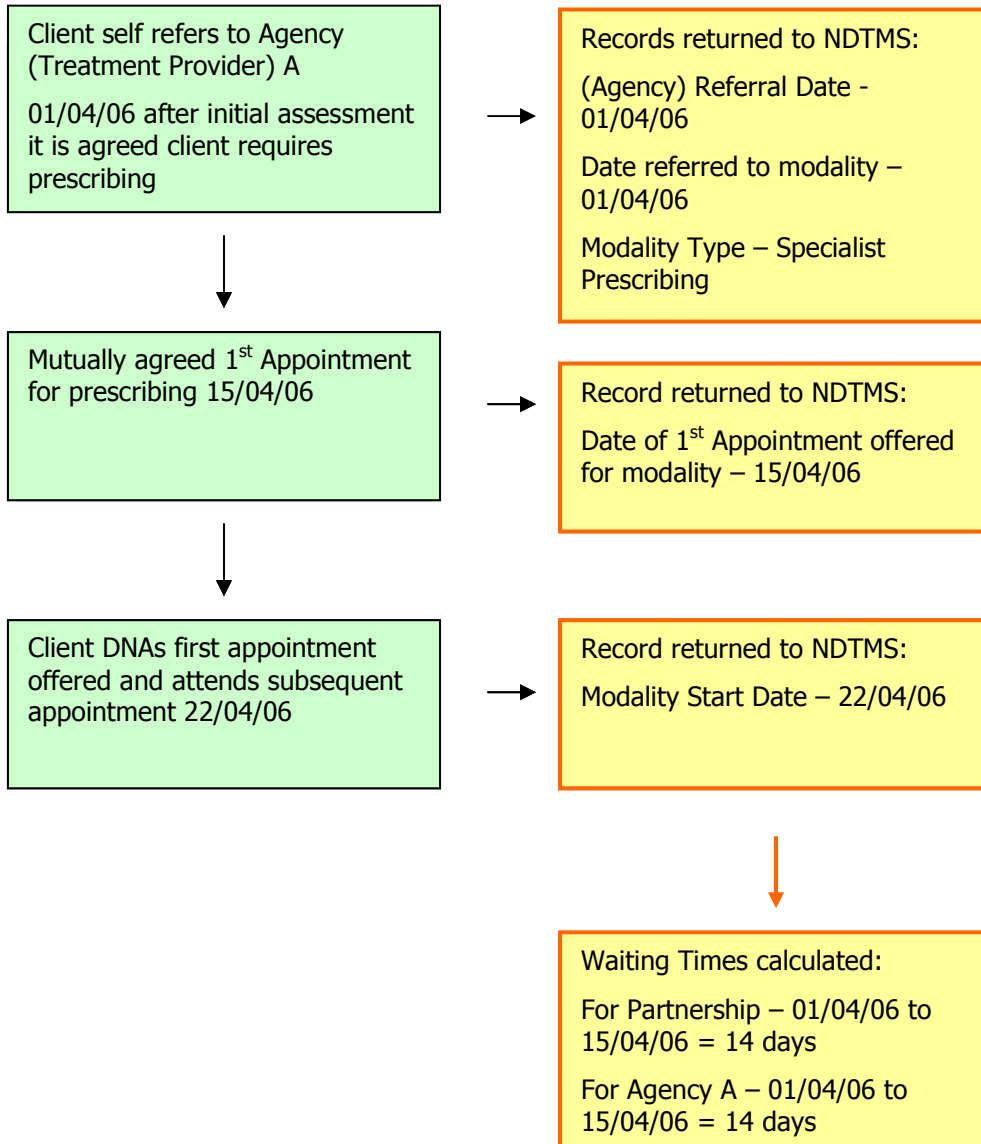 Client self refers to Agency
(Treatment Provider) A
01/04/06 after initial assessment
it is agreed client requires
prescribing
Records returned to NDTMS:
(Agency) Referral Date -
01/04/06
Date referred to modality –
01/04/06
Modality Type – Specialist
Prescribing
Mutually agreed 1st Appointment
for prescribing 15/04/06
Record returned to NDTMS:
Date of 1st Appointment offered
for modality – 15/04/06
Client DNAs first appointment
offered and attends subsequent
appointment 22/04/06
Record returned to NDTMS:
Modality Start Date – 22/04/06
Waiting Times calculated:
For Partnership – 01/04/06 to
15/04/06 = 14 days
For Agency A – 01/04/06 to
15/04/06 = 14 days